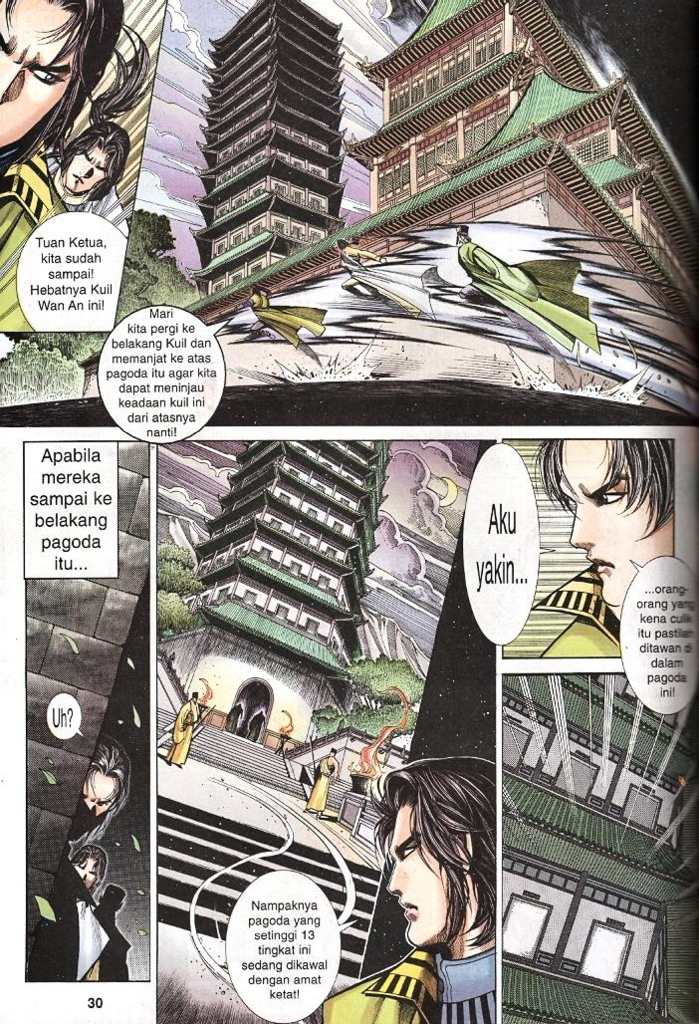 Tuan Ketua,
kita sudah
sampai!
Hebatnya Kuil
Wan An ini!
Mari
kita pergi ke
belakang Kuil dan
memanjat ke atas
pagoda itu agar kita
dapat meninjau
keadaan kuil ini
dari atasnya
nanti!
Apabila
mereka
sampai ke
belakang
pagoda
itu...
Uh?
Nampaknya
pagoda yang
setinggi 13
tingkat ini
sedang dikawal
dengan amat
ketat!
Aku
yakin...
...orang-
orang yang
kena culik
itu pastilah
ditawan di
dalam
pagoda
ini!
30